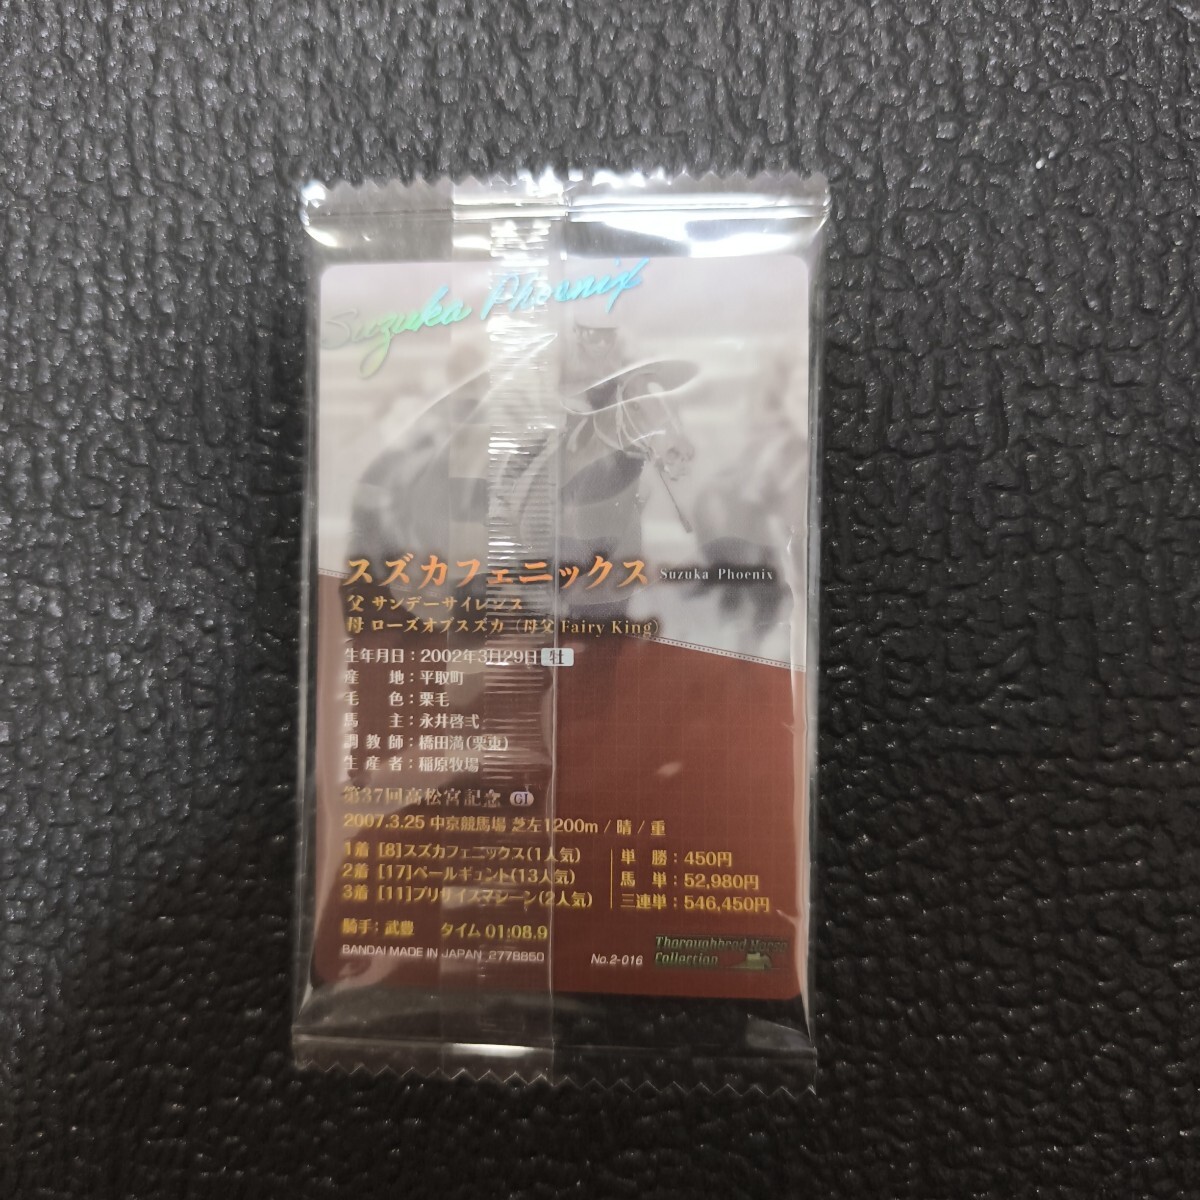 Suzuka Phoenix
スズカフェニックス Suzuka Phoenix
父 サンデーサイレンス
母 ローズオブスズカ（母父 Fairy King）
生年月日：2002年3月29日 牡
産　地：平取町
毛　色：栗毛
馬　主：永井啓弍
調教師：橋田満(栗東)
生産者：稲原牧場
第37回高松宮記念 GI
2007.3.25 中京競馬場 芝左1200m / 晴 / 重
1着 [8]スズカフェニックス(1人気)
2着 [17]ペールギュント(13人気)
3着 [11]プリサイスマシーン(2人気)
単　勝：450円
馬　単：52,980円
三連単：546,450円
騎手：武豊　タイム 01:08.9
BANDAI MADE IN JAPAN 2778850
No.2-016
Thoroughbred Horse
Collection